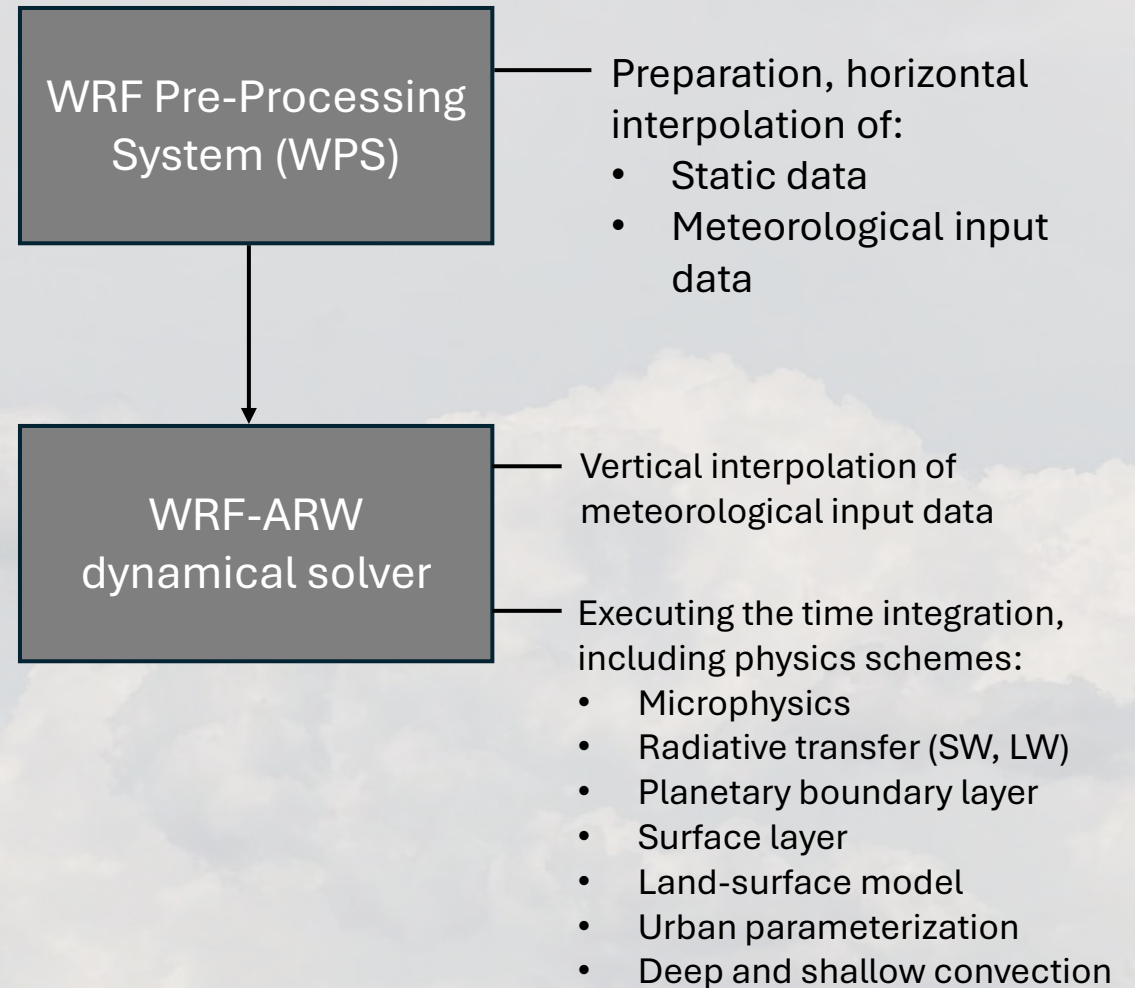 WRF Pre-Processing
System (WPS)
Preparation, horizontal
interpolation of:
• Static data
• Meteorological input
data
WRF-ARW
dynamical solver
Vertical interpolation of
meteorological input data
Executing the time integration,
including physics schemes:
• Microphysics
• Radiative transfer (SW, LW)
• Planetary boundary layer
• Surface layer
• Land-surface model
• Urban parameterization
• Deep and shallow convection